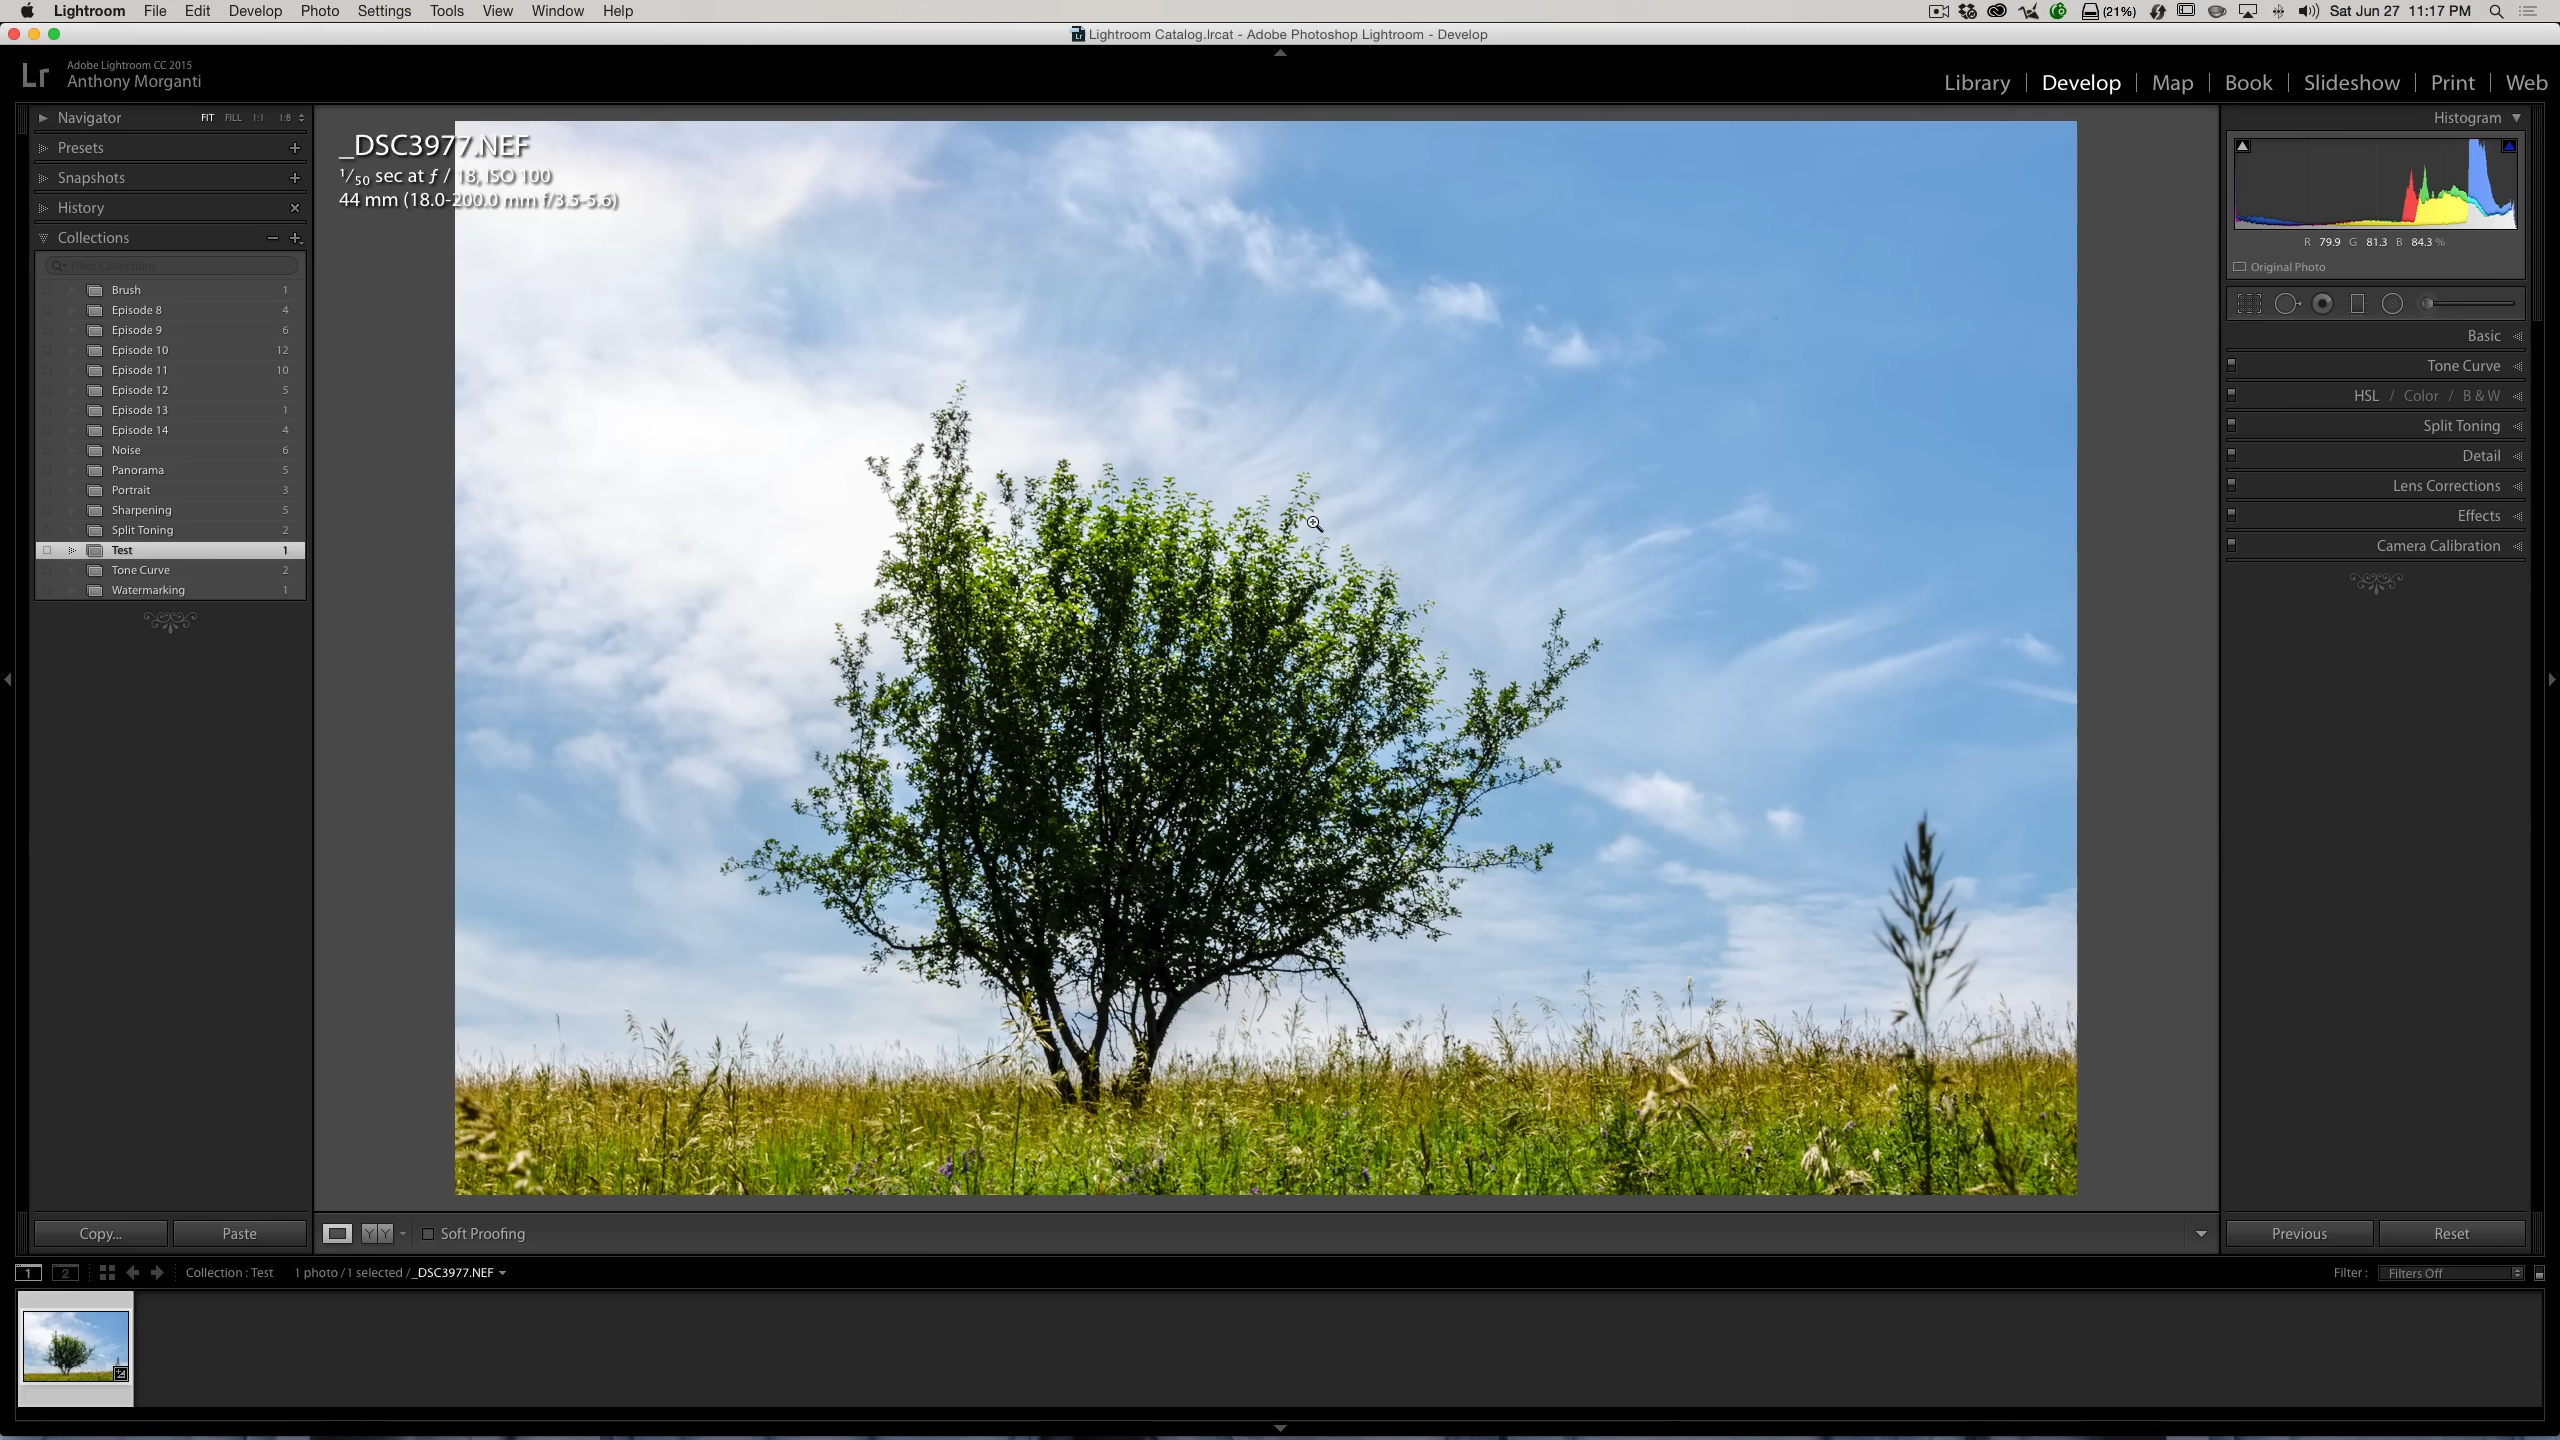 Lightroom File Edit Develop Photo Settings Tools View Window Help (21%) Sat Jun 27 11:17 PM
Lightroom Catalog.lrcat - Adobe Photoshop Lightroom - Develop
Lr Adobe Lightroom CC 2015
Anthony Morganti
Library | Develop | Map | Book | Slideshow | Print | Web
Navigator FIT FILL 1:1 1:8
Presets
Snapshots
History
Collections
Filter Collections
Brush 1
Episode 8 4
Episode 9 6
Episode 10 12
Episode 11 10
Episode 12 5
Episode 13 1
Episode 14 4
Noise 6
Panorama 5
Portrait 3
Sharpening 5
Split Toning 2
Test 1
Tone Curve 2
Watermarking 1
Copy... Paste
_DSC3977.NEF
1/50 sec at ƒ / 18, ISO 100
44 mm (18.0-200.0 mm f/3.5-5.6)
Y Y Soft Proofing
Histogram
R 79.9 G 81.3 B 84.3 %
Original Photo
Basic
Tone Curve
HSL / Color / B & W
Split Toning
Detail
Lens Corrections
Effects
Camera Calibration
Previous Reset
1 2 Collection : Test 1 photo / 1 selected / _DSC3977.NEF
Filter : Filters Off